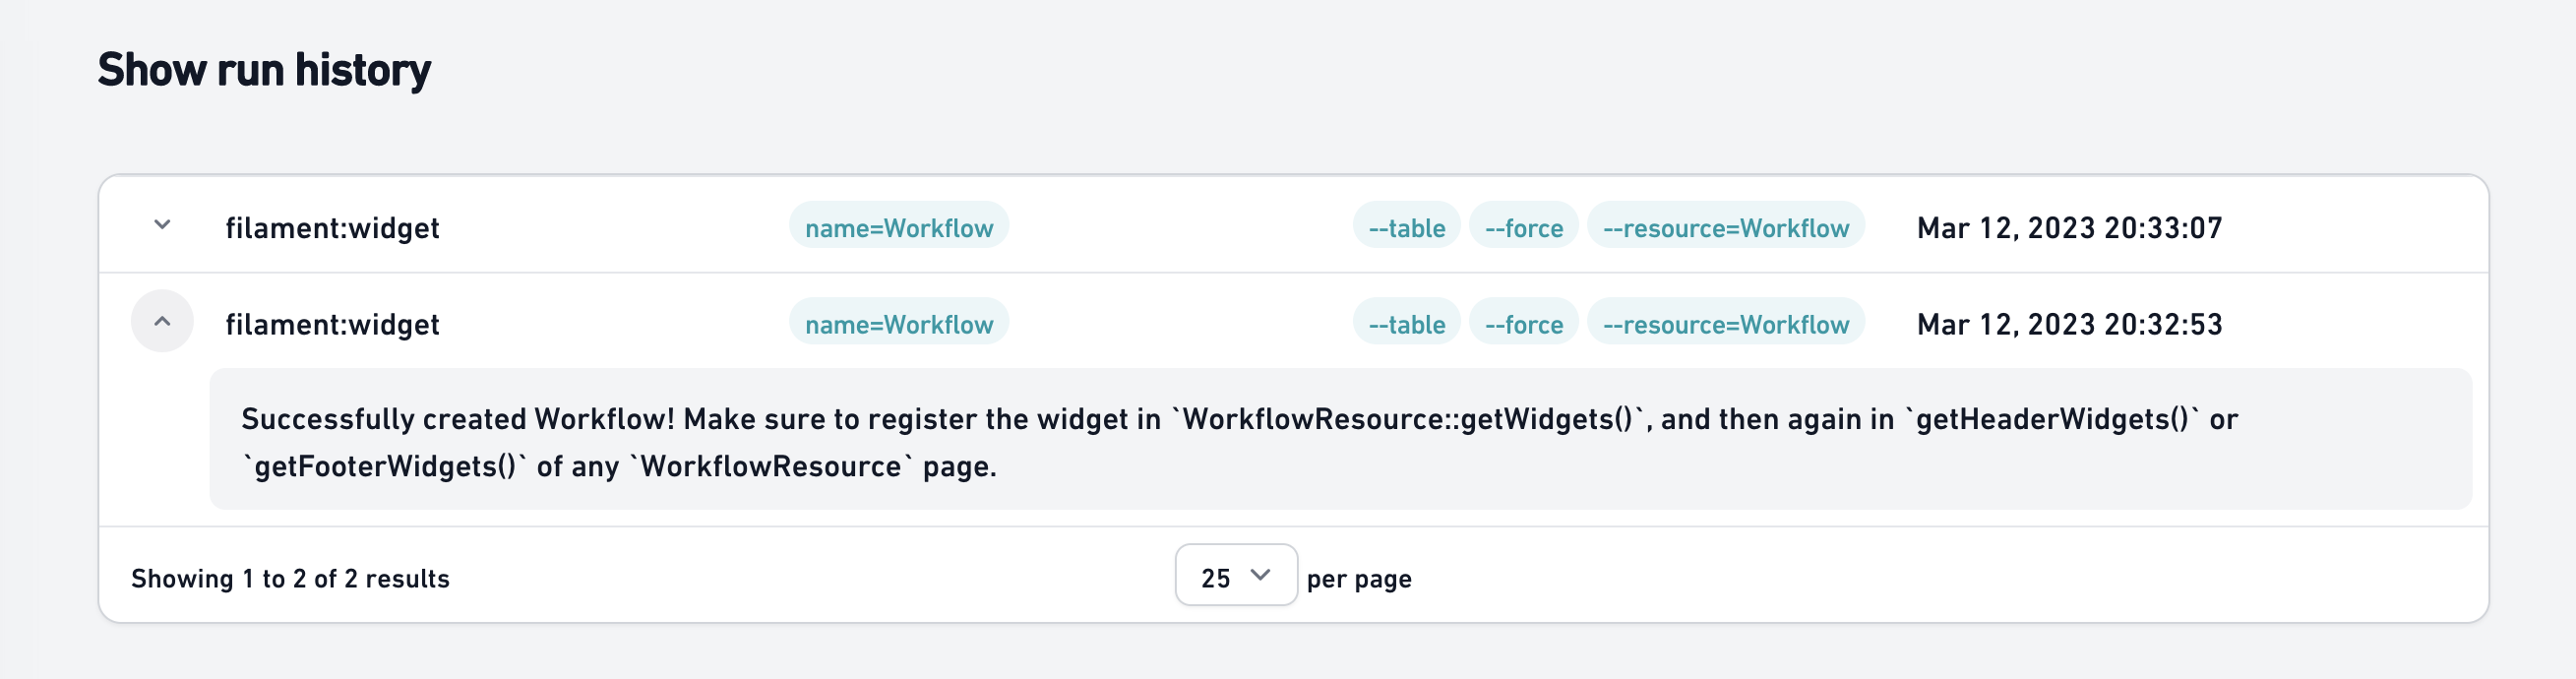 Show run history
filament:widget name=Workflow --table --force --resource=Workflow Mar 12, 2023 20:33:07
filament:widget name=Workflow --table --force --resource=Workflow Mar 12, 2023 20:32:53
Successfully created Workflow! Make sure to register the widget in `WorkflowResource::getWidgets()`, and then again in `getHeaderWidgets()` or
`getFooterWidgets()` of any `WorkflowResource` page.
Showing 1 to 2 of 2 results 25 per page